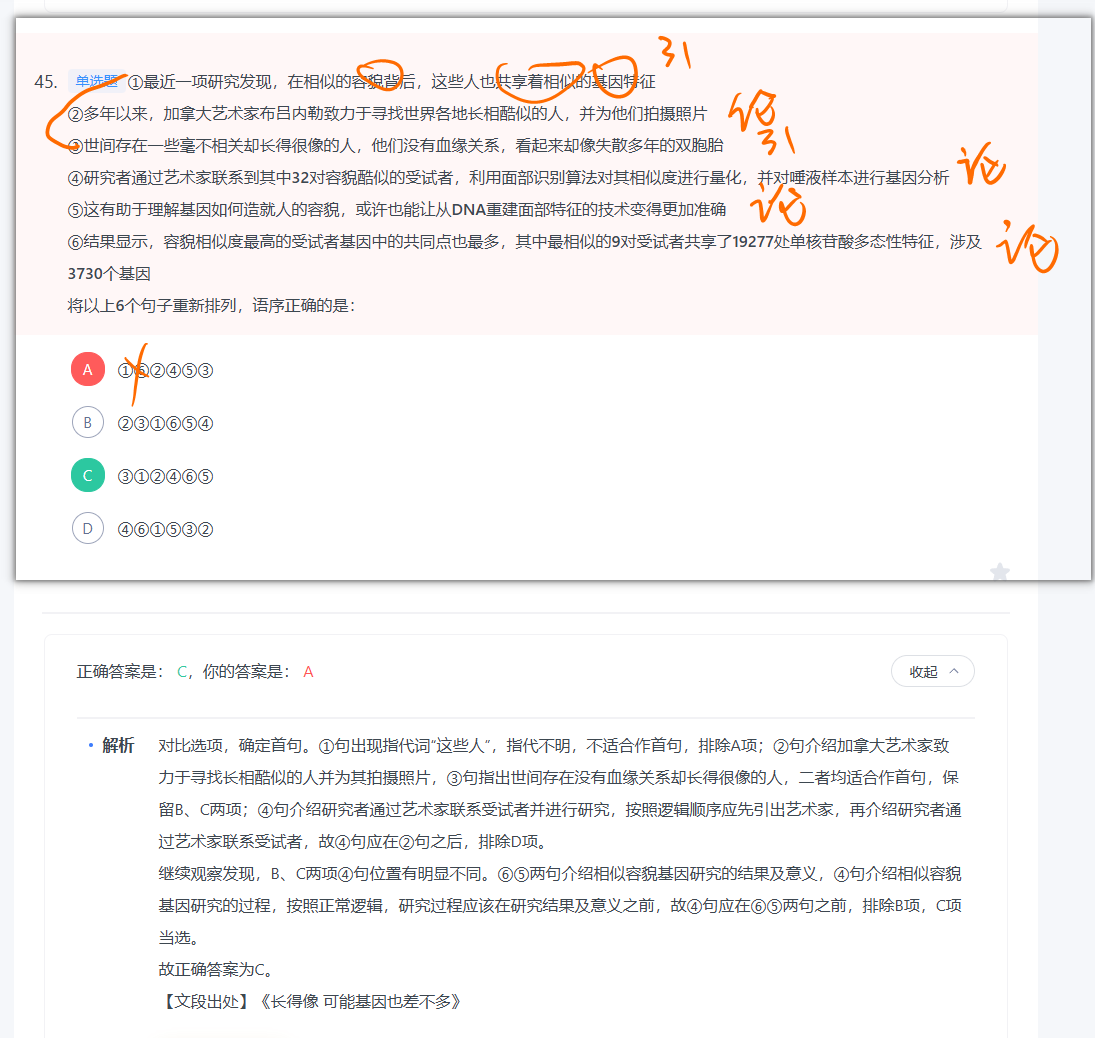 45. 单选题 ①最近一项研究发现，在相似的容貌背后，这些人也共享着相似的基因特征
31
②多年以来，加拿大艺术家布吕内勒致力于寻找世界各地长相酷似的人，并为他们拍摄照片
论
③世间存在一些毫不相关却长得很像的人，他们没有血缘关系，看起来却像失散多年的双胞胎
31
④研究者通过艺术家联系到其中32对容貌酷似的受试者，利用面部识别算法对其相似度进行量化，并对唾液样本进行基因分析
论
⑤这有助于理解基因如何造就人的容貌，或许也能让从DNA重建面部特征的技术变得更加准确
论
⑥结果显示，容貌相似度最高的受试者基因中的共同点也最多，其中最相似的9对受试者共享了19277处单核苷酸多态性特征，涉及
论
3730个基因
将以上6个句子重新排列，语序正确的是：
A ①⑥②④⑤③
B ②③①⑥⑤④
C ③①②④⑥⑤
D ④⑥①⑤③②
正确答案是： C，你的答案是： A
收起
解析 对比选项，确定首句。①句出现指代词“这些人”，指代不明，不适合作首句，排除A项；②句介绍加拿大艺术家致
力于寻找长相酷似的人并为其拍摄照片，③句指出世间存在没有血缘关系却长得很像的人，二者均适合作首句，保
留B、C两项；④句介绍研究者通过艺术家联系受试者并进行研究，按照逻辑顺序应先引出艺术家，再介绍研究者通
过艺术家联系受试者，故④句应在②句之后，排除D项。
继续观察发现，B、C两项④句位置有明显不同。⑥⑤两句介绍相似容貌基因研究的结果及意义，④句介绍相似容貌
基因研究的过程，按照正常逻辑，研究过程应该在研究结果及意义之前，故④句应在⑥⑤两句之前，排除B项，C项
当选。
故正确答案为C。
【文段出处】《长得像 可能基因也差不多》